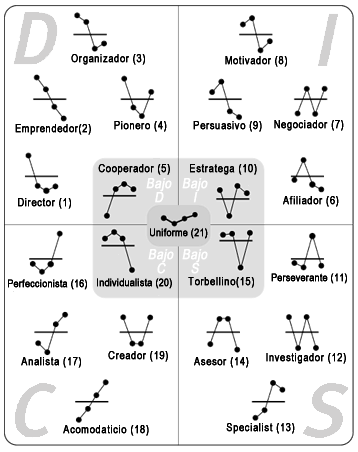 D
I
Organizador (3)
Motivador (8)
Emprendedor(2)
Pionero (4)
Persuasivo (9)
Negociador (7)
Cooperador (5)
Estratega (10)
Bajo
D
Bajo
I
Director (1)
Afiliador (6)
Uniforme (21)
Bajo
C
Bajo
S
Perfeccionista (16)
Individualista (20)
Torbellino(15)
Perseverante (11)
Analista (17)
Creador (19)
Asesor (14)
Investigador (12)
Acomodaticio (18)
Specialist (13)
C
S